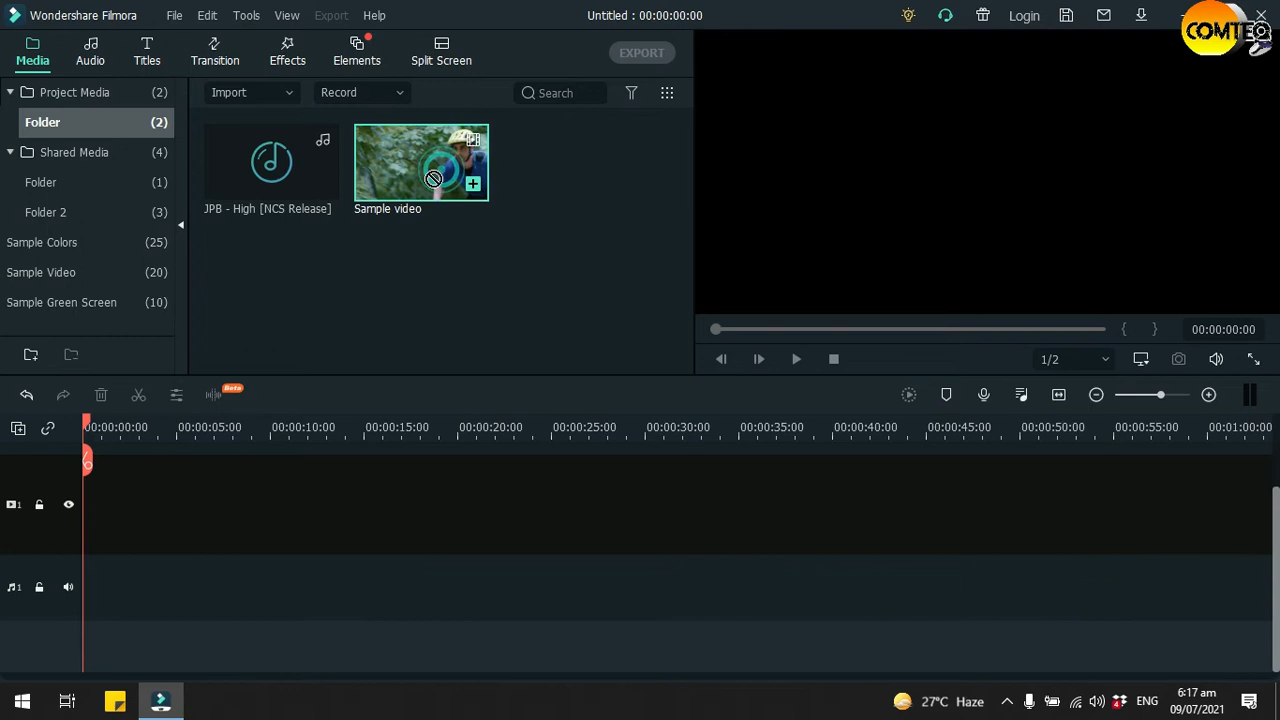 Wondershare Filmora
File
Edit
Tools
View
Export
Help
Untitled : 00:00:00:00
Login
COMTEQ
Media
Audio
Titles
Transition
Effects
Elements
Split Screen
EXPORT
Project Media (2)
Folder (2)
Shared Media (4)
Folder (1)
Folder 2 (3)
Sample Colors (25)
Sample Video (20)
Sample Green Screen (10)
Import
Record
Search
JPB - High [NCS Release]
Sample video
00:00:00:00
1/2
Beta
00:00:00:00
00:00:05:00
00:00:10:00
00:00:15:00
00:00:20:00
00:00:25:00
00:00:30:00
00:00:35:00
00:00:40:00
00:00:45:00
00:00:50:00
00:00:55:00
00:01:00:00
1
1
27°C Haze
ENG
6:17 am
09/07/2021